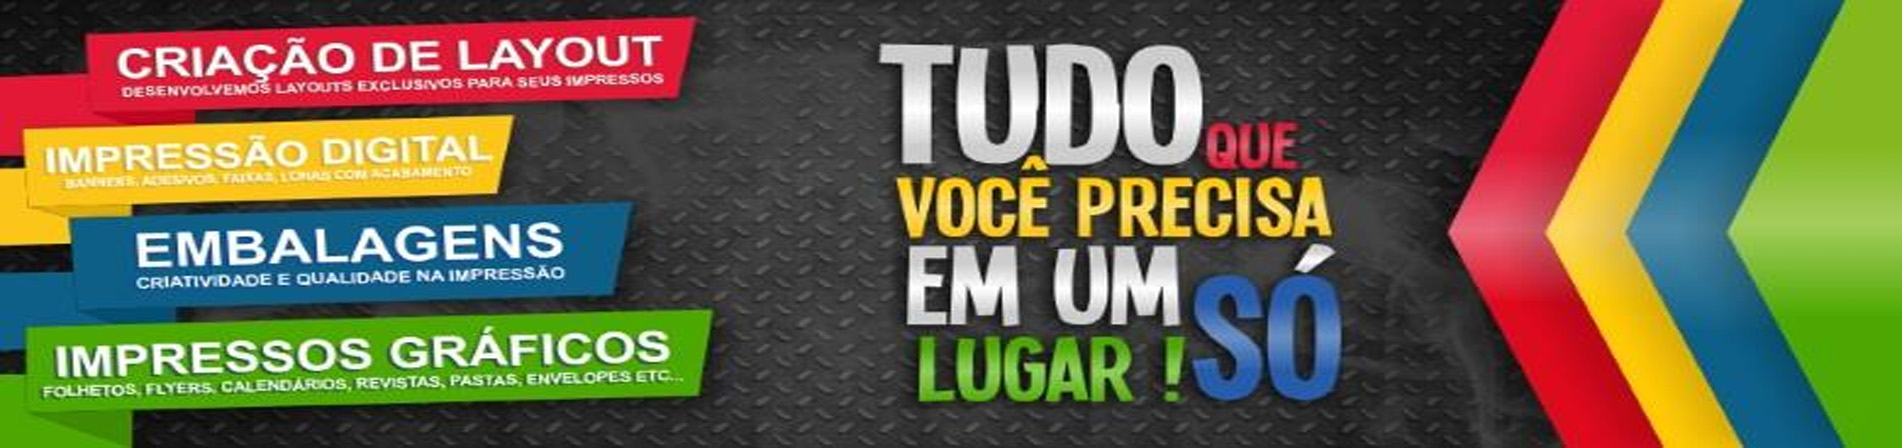 CRIAÇÃO DE LAYOUT
DESENVOLVEMOS LAYOUTS EXCLUSIVOS PARA SEUS IMPRESSOS
IMPRESSÃO DIGITAL
BANNERS, ADESIVOS, FAIXAS, LONAS COM ACABAMENTO
EMBALAGENS
CRIATIVIDADE E QUALIDADE NA IMPRESSÃO
IMPRESSOS GRÁFICOS
FOLHETOS, FLYERS, CALENDÁRIOS, REVISTAS, PASTAS, ENVELOPES ETC...
TUDO QUE
VOCÊ PRECISA
EM UM SÓ
LUGAR !